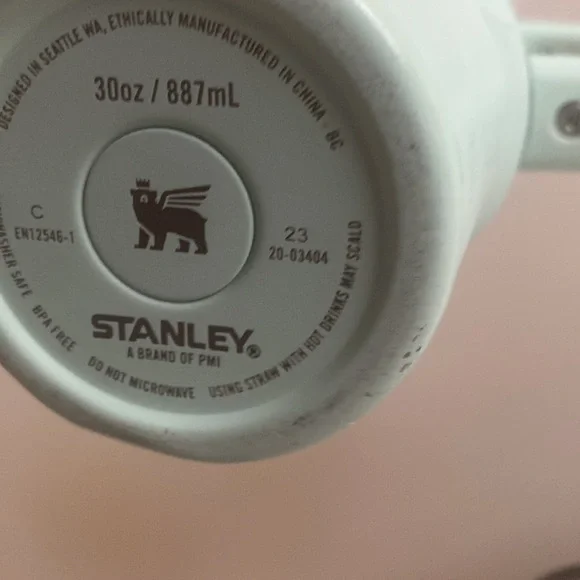 DESIGNED IN SEATTLE WA, ETHICALLY MANUFACTURED IN CHINA · BC
30oz / 887mL
C
EN12546-1
23
20-03404
STANLEY®
A BRAND OF PMI
SAFE BPA FREE DO NOT MICROWAVE USING STRAW WITH HOT DRINKS MAY SCALD